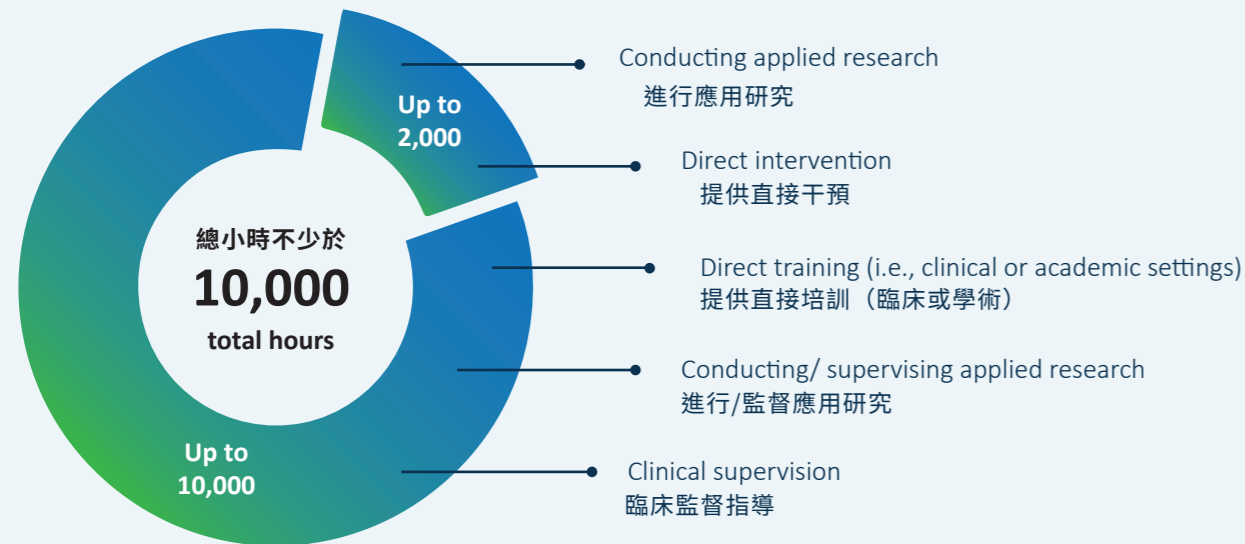 Up to
2,000
Conducting applied research
進行應用研究
Direct intervention
提供直接干預
總小時不少於
10,000
total hours
Direct training (i.e., clinical or academic settings)
提供直接培訓（臨床或學術）
Conducting/ supervising applied research
進行/監督應用研究
Up to
10,000
Clinical supervision
臨床監督指導